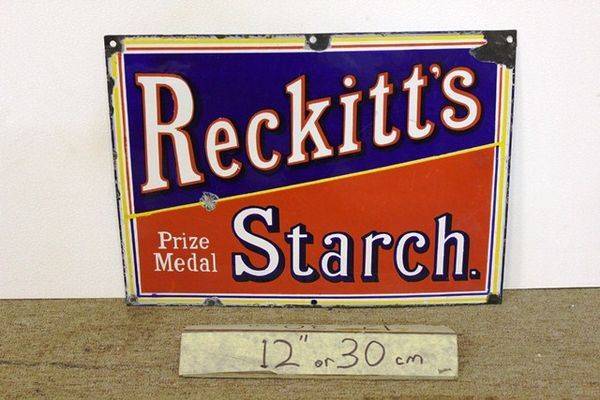 Reckitt's
Prize
Medal
Starch.
12" or 30 cm